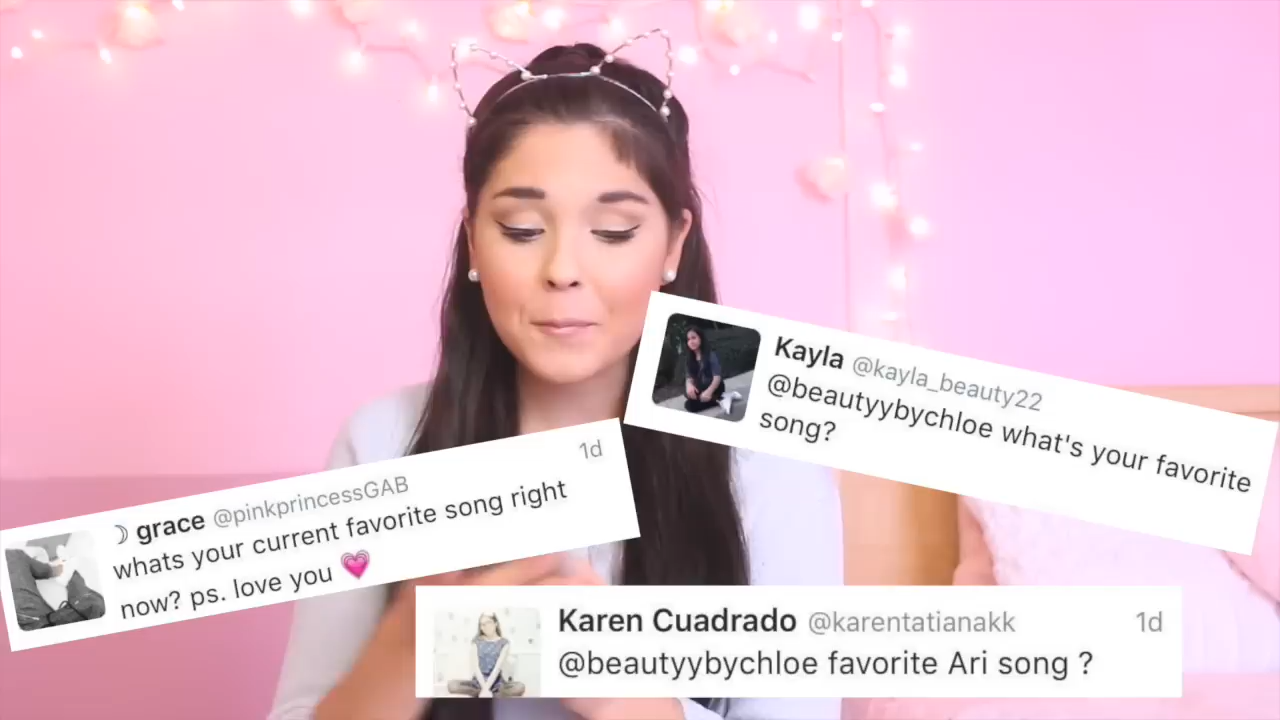 Kayla @kayla_beauty22
@beautyybychloe what's your favorite
song?
1d
☽ grace @pinkprincessGAB
whats your current favorite song right
now? ps. love you 💗
Karen Cuadrado @karentatianakk 1d
@beautyybychloe favorite Ari song ?